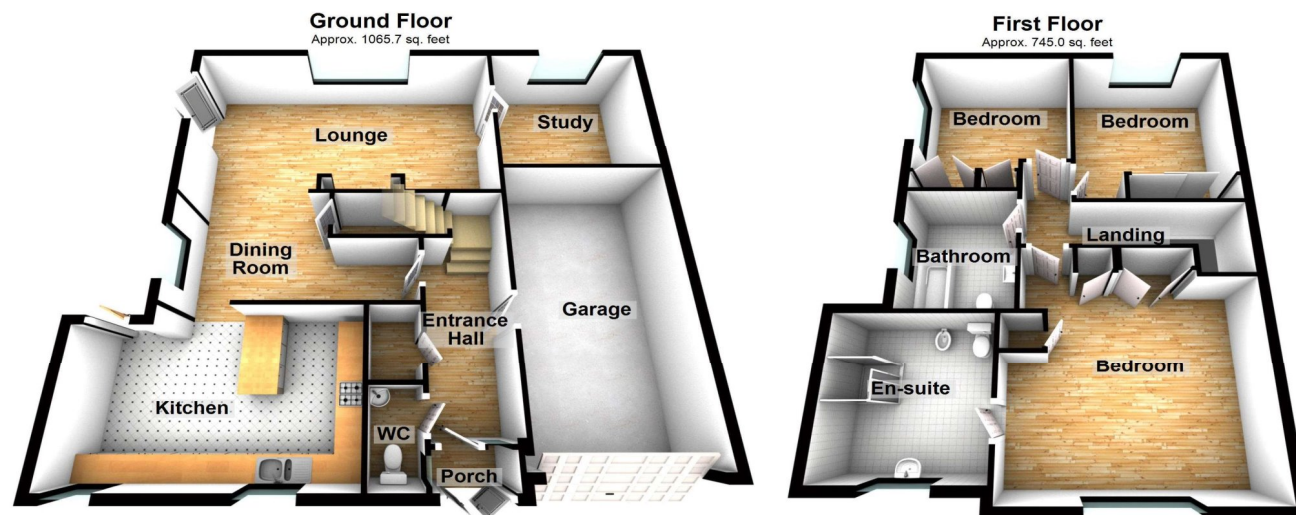 Ground Floor
Approx. 1065.7 sq. feet
Lounge
Study
Dining
Room
Entrance
Hall
Garage
Kitchen
WC
Porch
First Floor
Approx. 745.0 sq. feet
Bedroom
Bedroom
Landing
Bathroom
En-suite
Bedroom